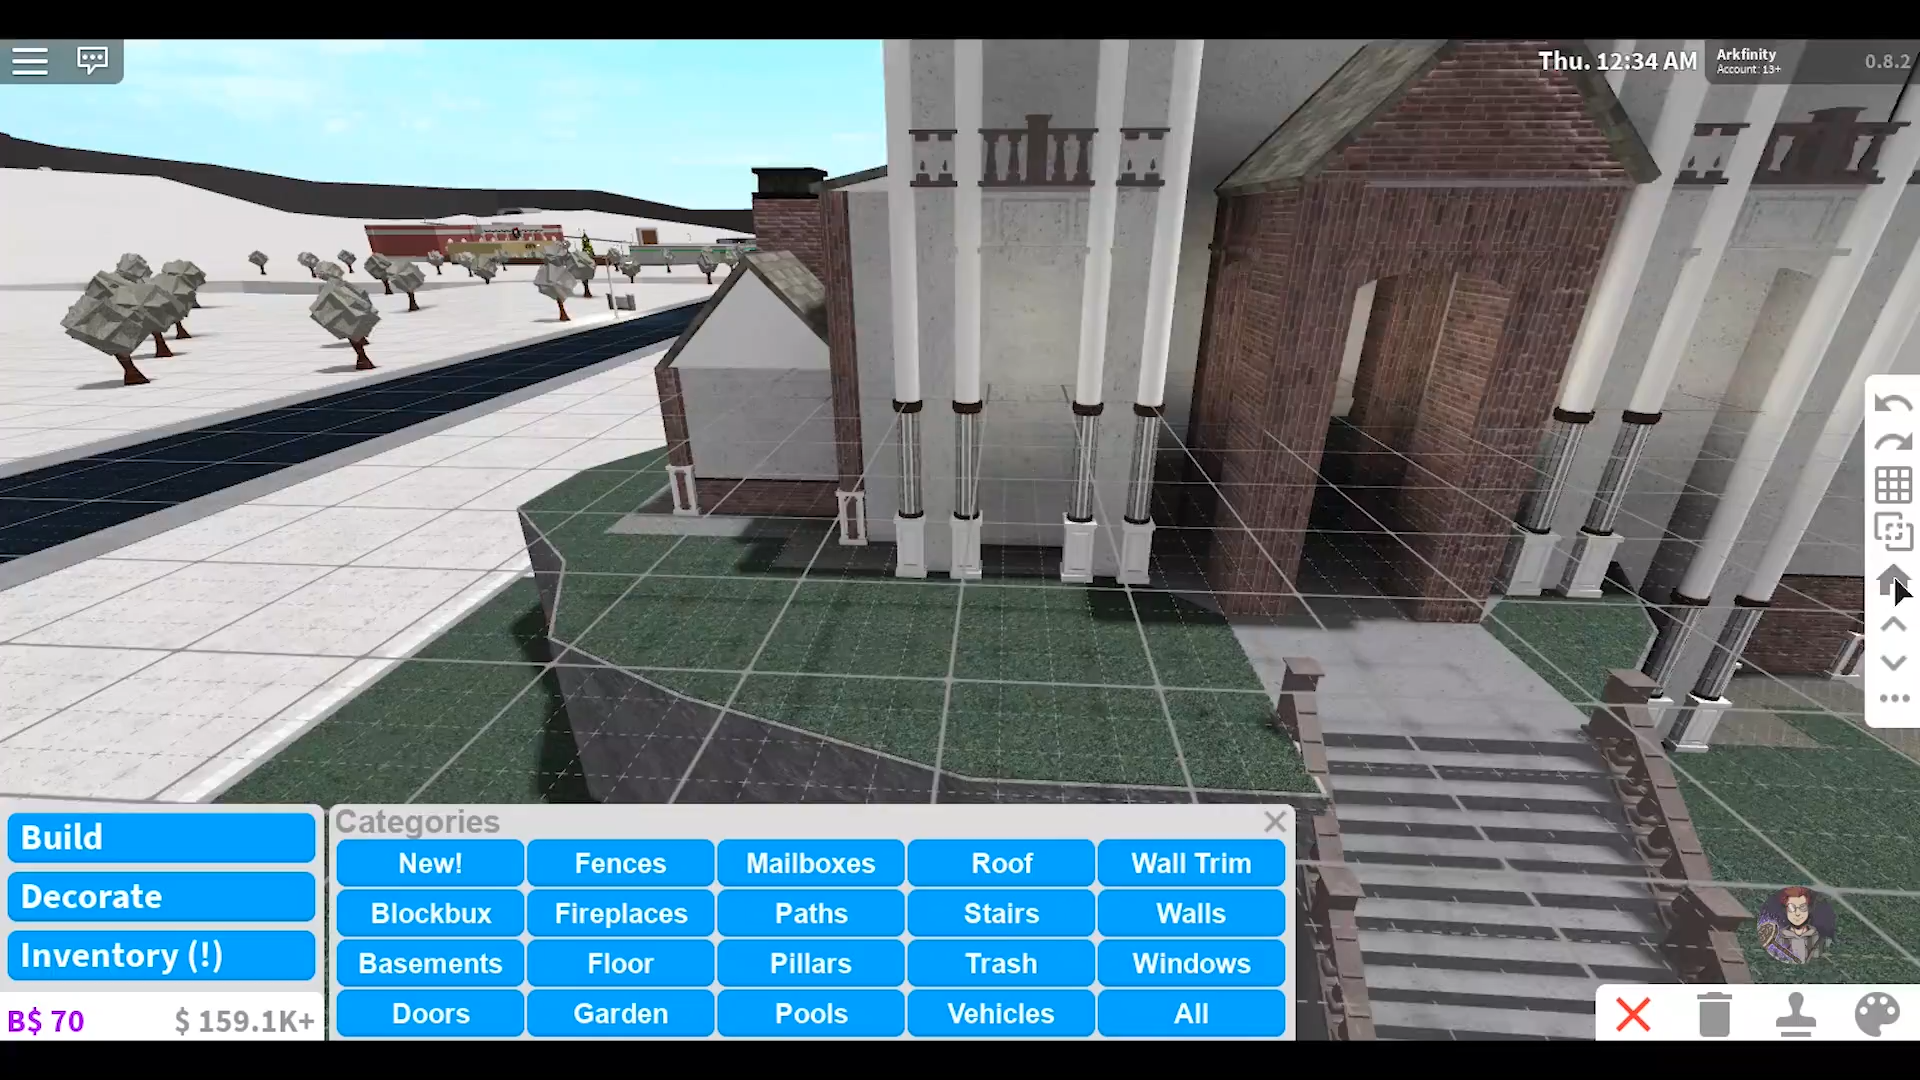 Thu. 12:34 AM
Arkfinity
Account: 13+
0.8.2
Build
Decorate
Inventory (!)
B$ 70
$ 159.1K+
Categories
New!
Fences
Mailboxes
Roof
Wall Trim
Blockbux
Fireplaces
Paths
Stairs
Walls
Basements
Floor
Pillars
Trash
Windows
Doors
Garden
Pools
Vehicles
All